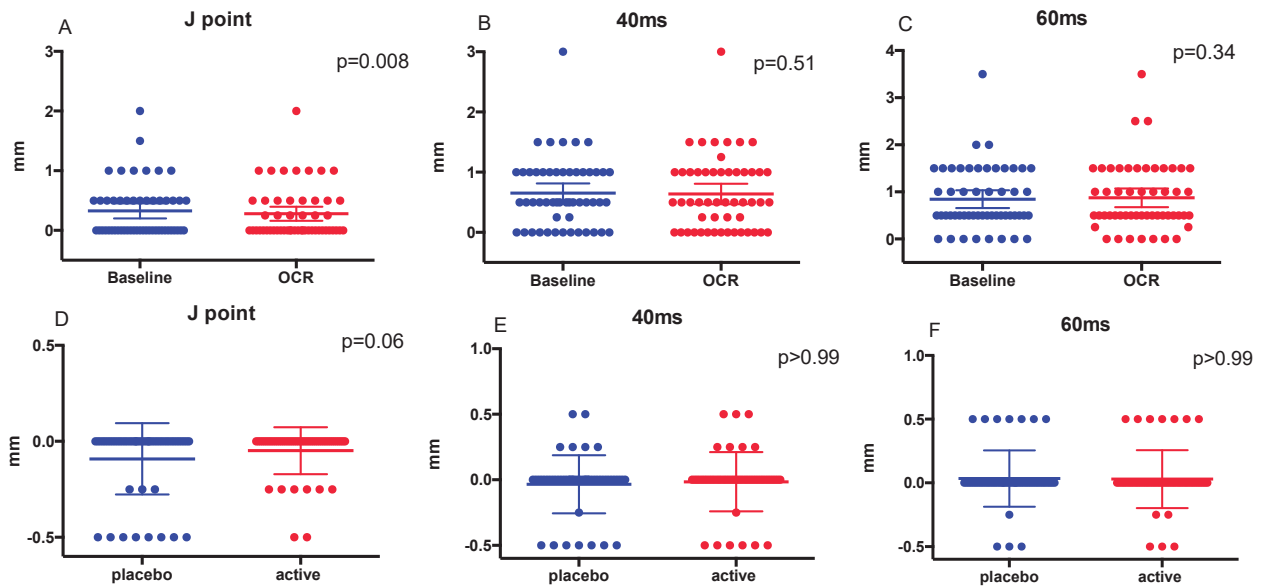 A
J point
p=0.008
3
2
1
0
mm
Baseline
OCR
B
40ms
p=0.51
3
2
1
0
mm
Baseline
OCR
C
60ms
p=0.34
4
3
2
1
0
mm
Baseline
OCR
D
J point
p=0.06
0.5
0.0
-0.5
mm
placebo
active
E
40ms
p>0.99
1.0
0.5
0.0
-0.5
mm
placebo
active
F
60ms
p>0.99
1.0
0.5
0.0
-0.5
mm
placebo
active